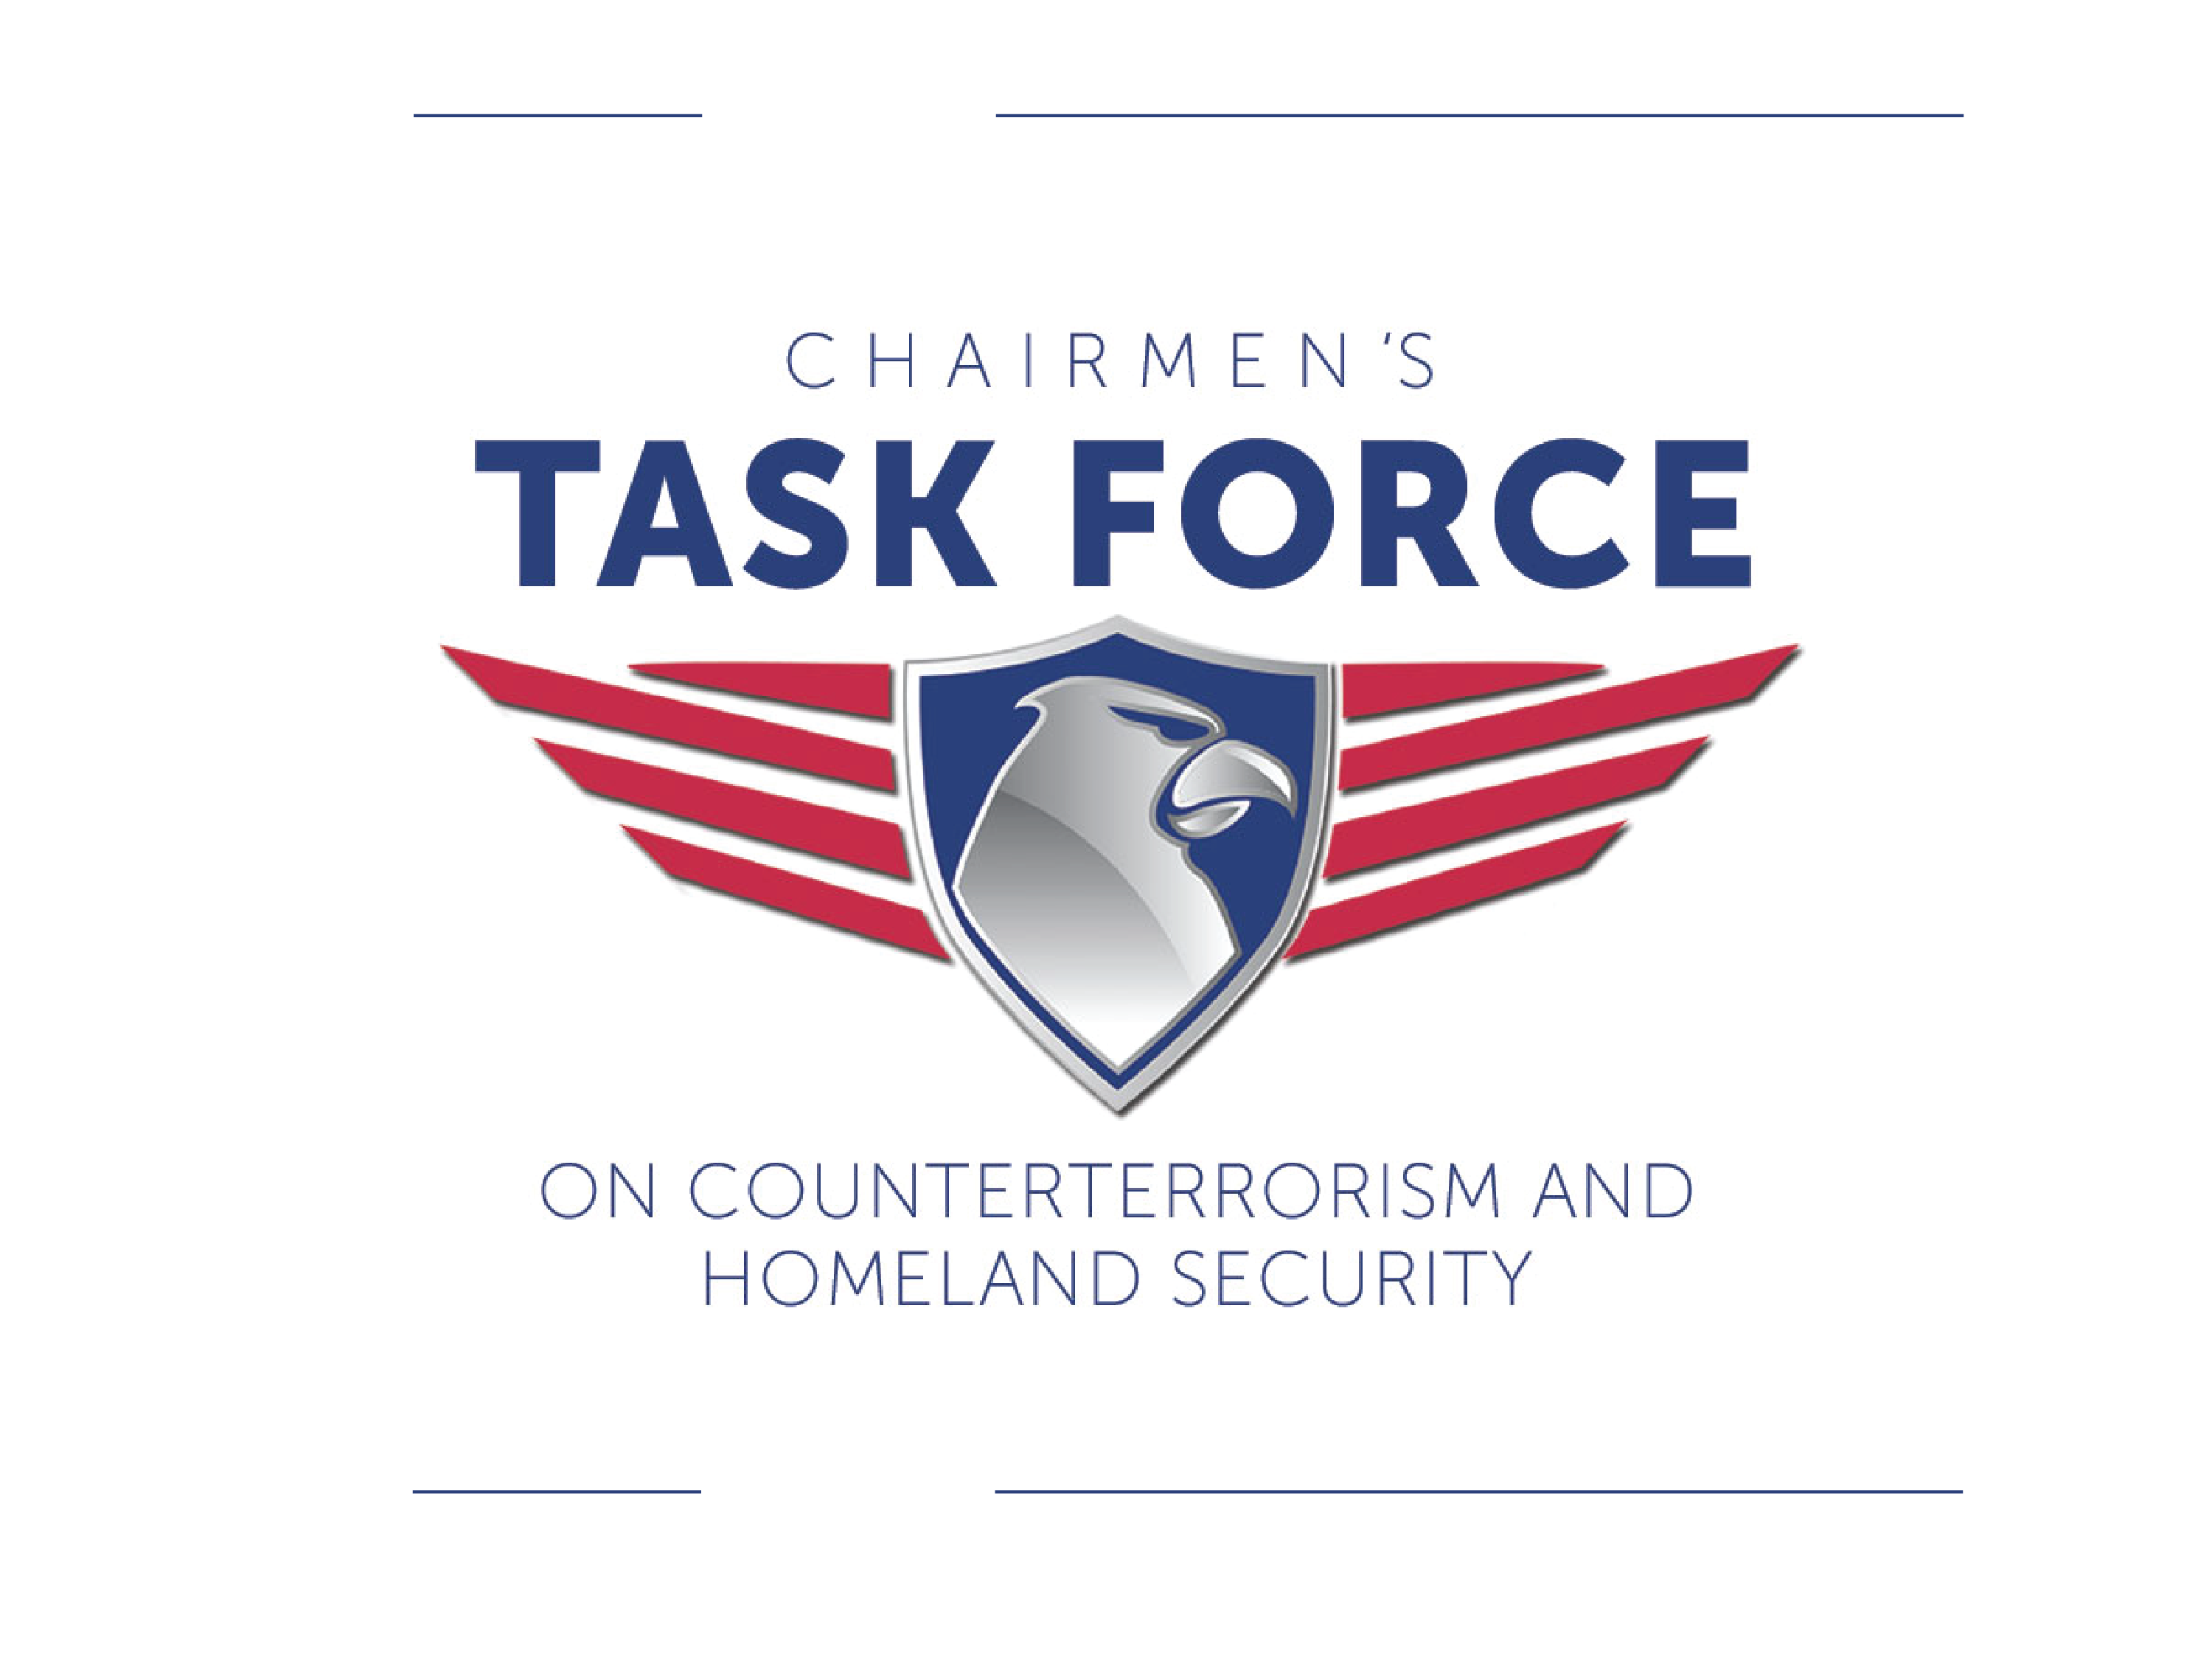 CHAIRMEN‘S
TASK FORCE
ON COUNTERTERRORISM AND
HOMELAND SECURITY